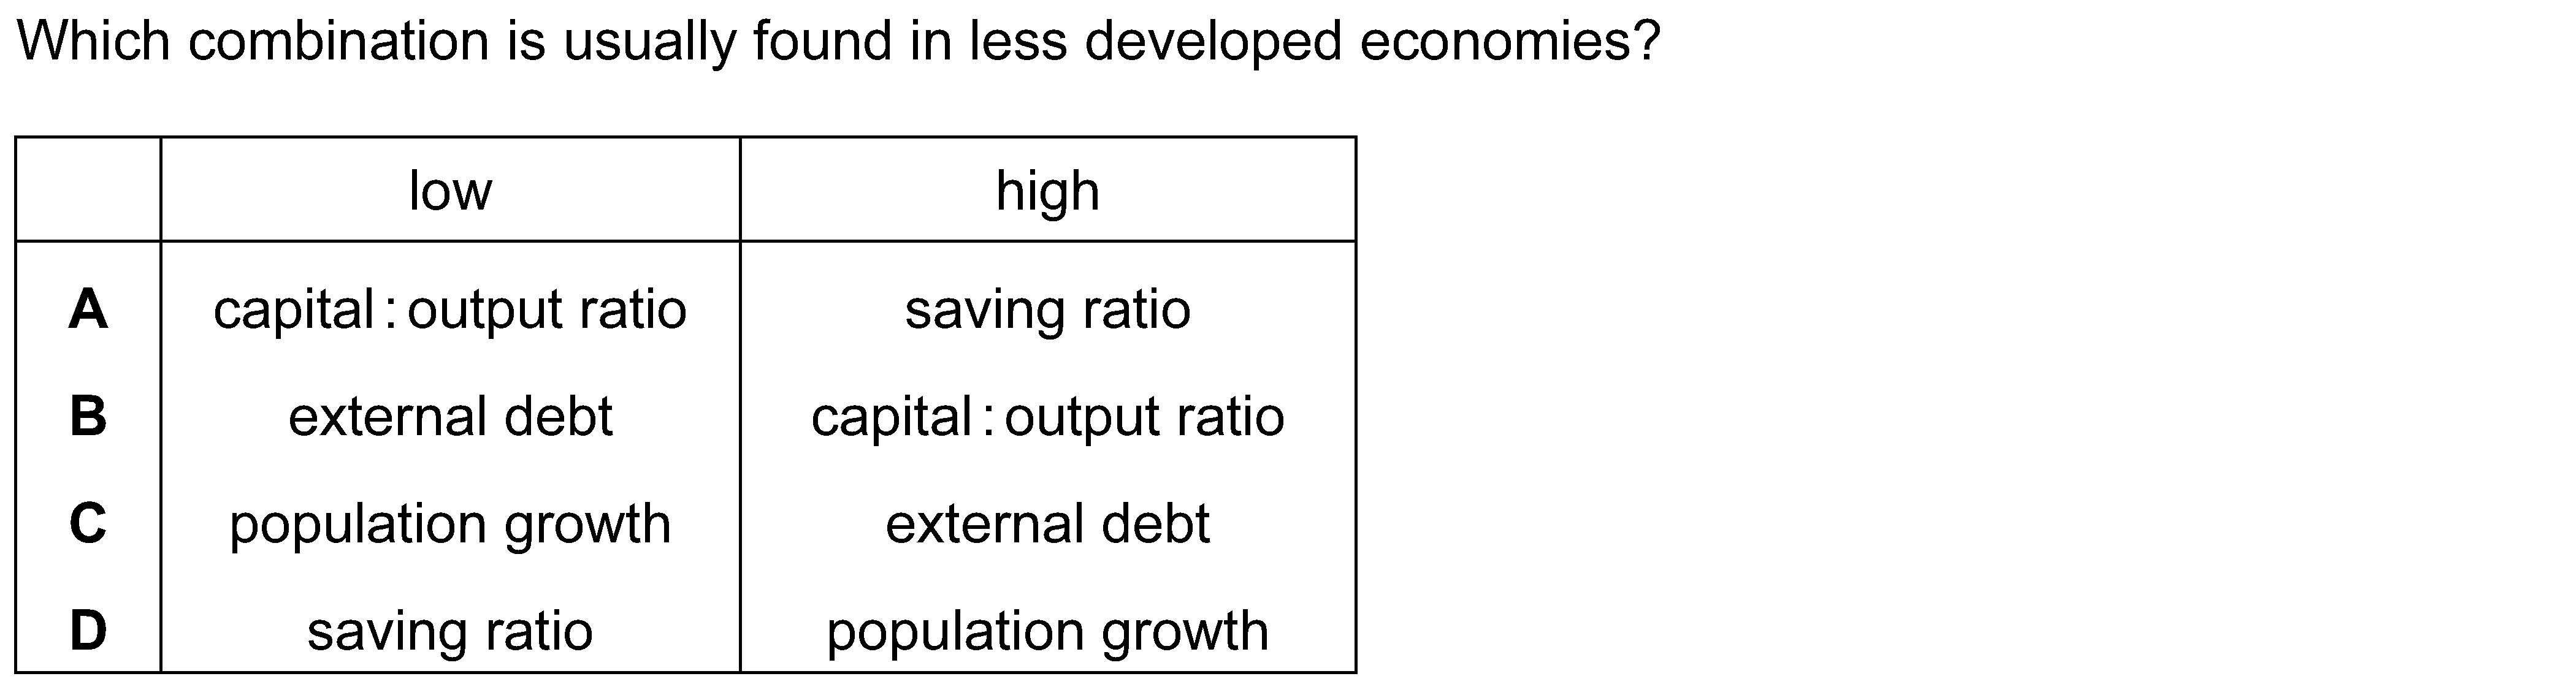 Which combination is usually found in less developed economies?
low high
A capital : output ratio saving ratio
B external debt capital : output ratio
C population growth external debt
D saving ratio population growth